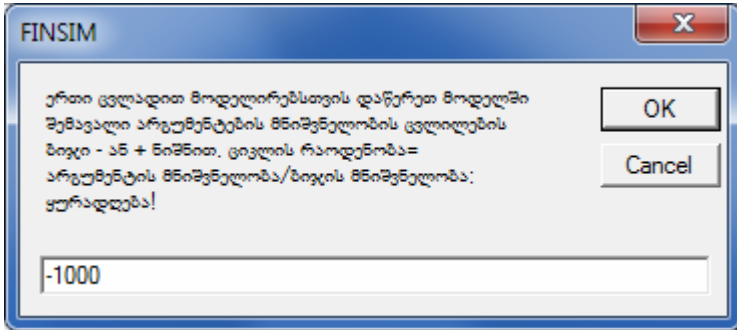 FINSIM
ერთი ცვლადით მოდელირებსთვის დაწერეთ მოდელში
შემავალი არგუმენტების მნიშვნელობის ცვლილების
ბიჯი - ან + ნიშნით. ციკლის რაოდენობა=
არგუმენტის მნიშვნელობა/ბიჯის მნიშვნელობა;
ყურადღება!
OK
Cancel
-1000